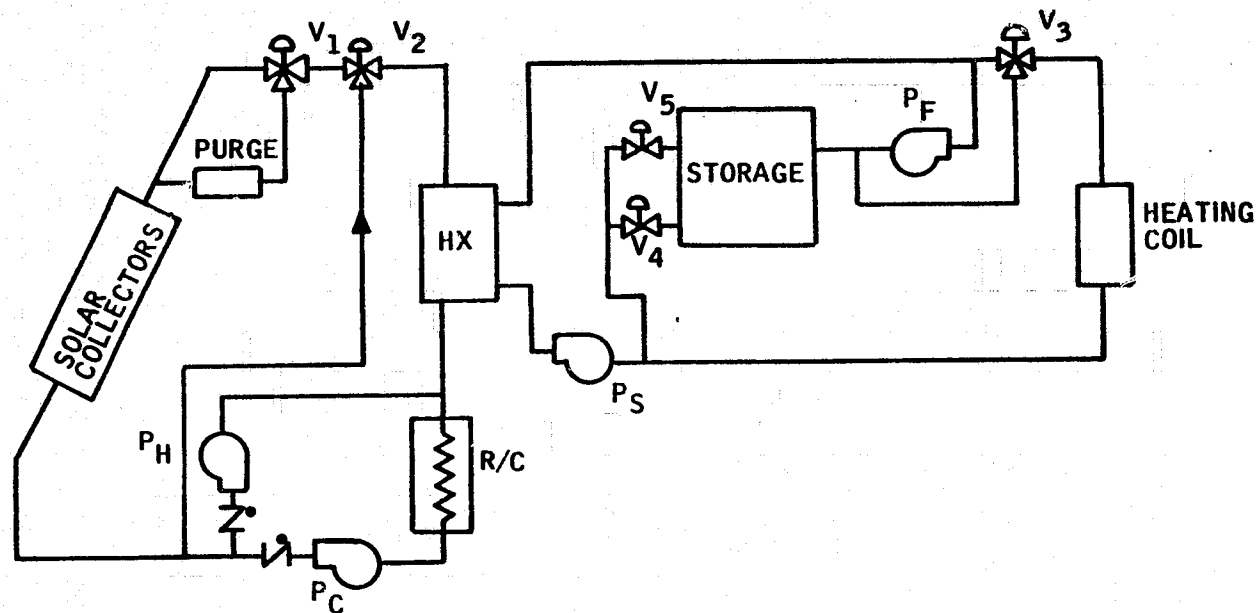 V1
V2
V3
PURGE
V5
PF
STORAGE
V4
HX
HEATING
COIL
SOLAR
COLLECTORS
PS
PH
R/C
PC